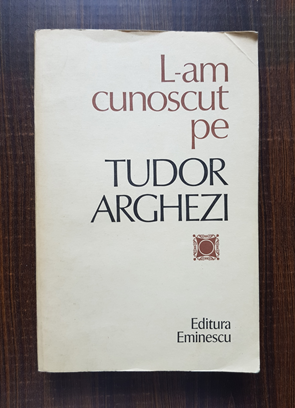 L-am
cunoscut
pe
TUDOR
ARGHEZI
Editura
Eminescu